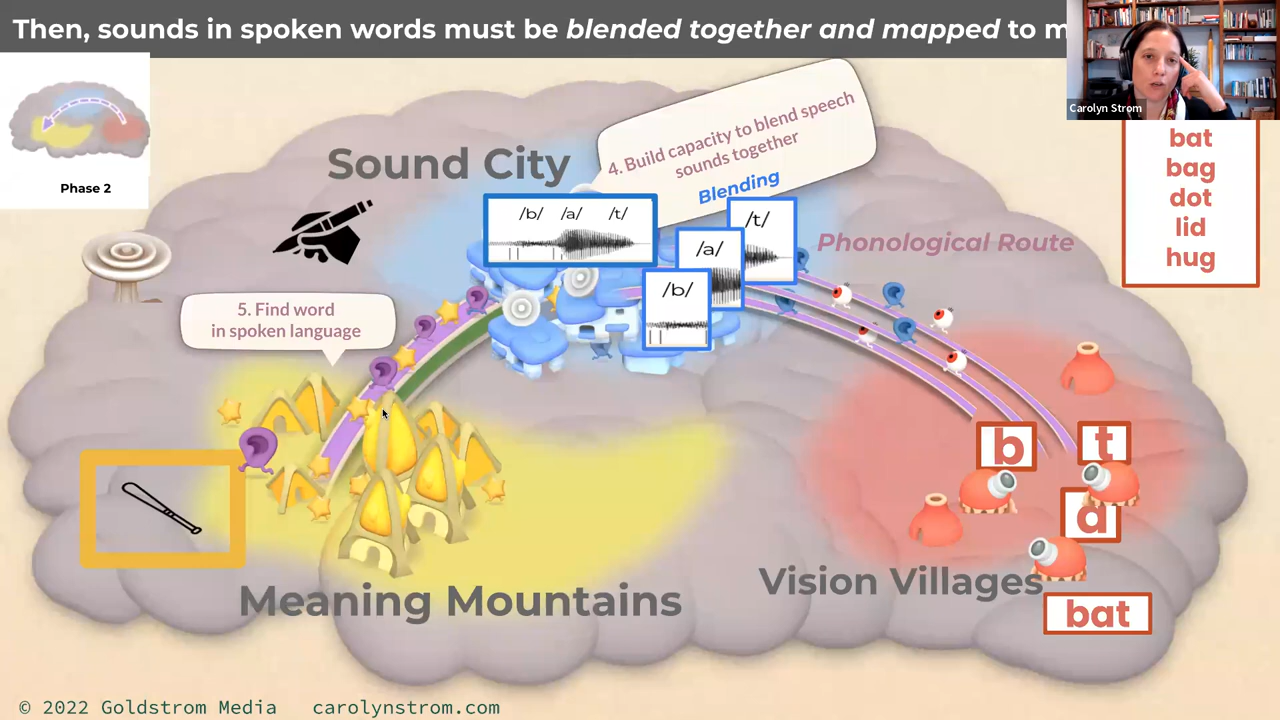 Then, sounds in spoken words must be blended together and mapped to m
Carolyn Strom
bat
bag
dot
lid
hug
Phase 2
Sound City
4. Build capacity to blend speech
sounds together
Blending
/b/ /a/ /t/
/t/
/a/
/b/
Phonological Route
5. Find word
in spoken language
b
t
a
Vision Villages
Meaning Mountains
bat
© 2022 Goldstrom Media carolynstrom.com